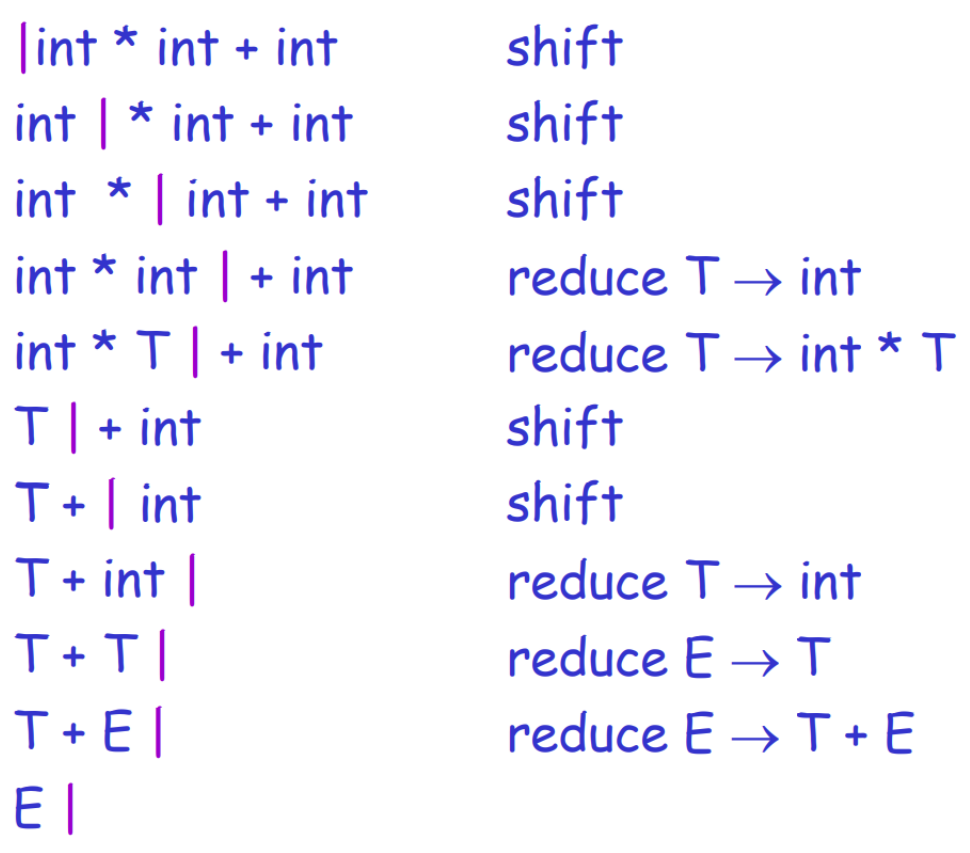 |int * int + int shift
int | * int + int shift
int * | int + int shift
int * int | + int reduce T → int
int * T | + int reduce T → int * T
T | + int shift
T + | int shift
T + int | reduce T → int
T + T | reduce E → T
T + E | reduce E → T + E
E |